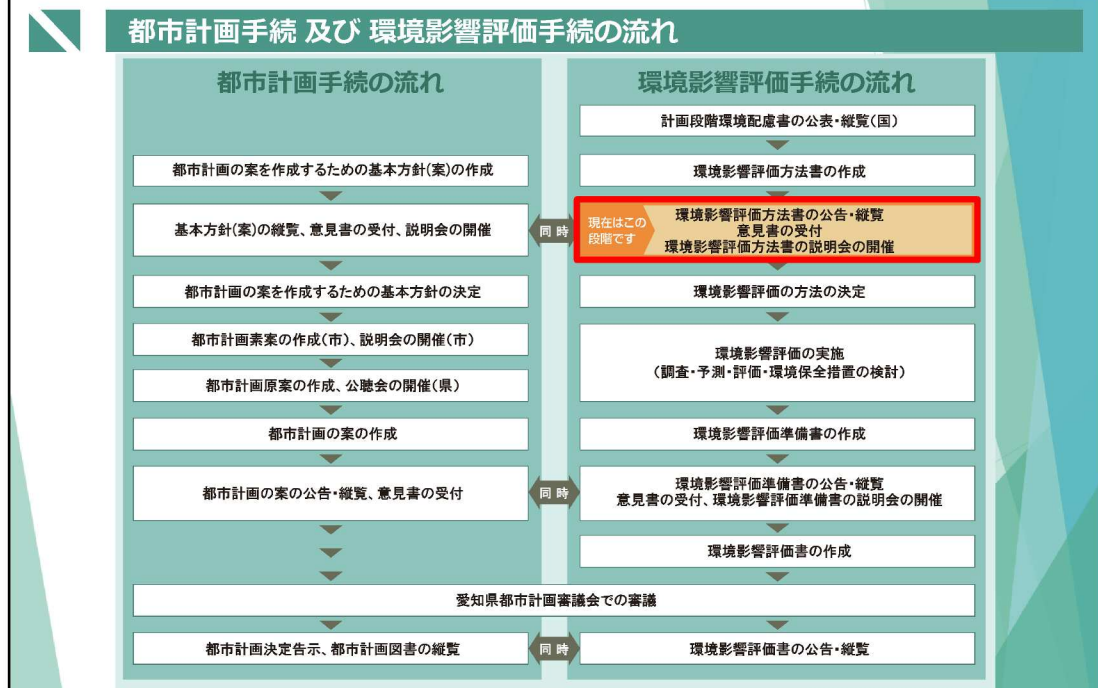 都市計画手続 及び 環境影響評価手続の流れ
都市計画手続の流れ
都市計画の案を作成するための基本方針(案)の作成
基本方針(案)の縦覧、意見書の受付、説明会の開催
都市計画の案を作成するための基本方針の決定
都市計画素案の作成(市)、説明会の開催(市)
都市計画原案の作成、公聴会の開催(県)
都市計画の案の作成
都市計画の案の公告・縦覧、意見書の受付
環境影響評価手続の流れ
計画段階環境配慮書の公表・縦覧(国)
環境影響評価方法書の作成
同時
現在はこの
段階です
環境影響評価方法書の公告・縦覧
意見書の受付
環境影響評価方法書の説明会の開催
環境影響評価の方法の決定
環境影響評価の実施
(調査・予測・評価・環境保全措置の検討)
環境影響評価準備書の作成
同時
環境影響評価準備書の公告・縦覧
意見書の受付、環境影響評価準備書の説明会の開催
環境影響評価書の作成
愛知県都市計画審議会での審議
都市計画決定告示、都市計画図書の縦覧
同時
環境影響評価書の公告・縦覧